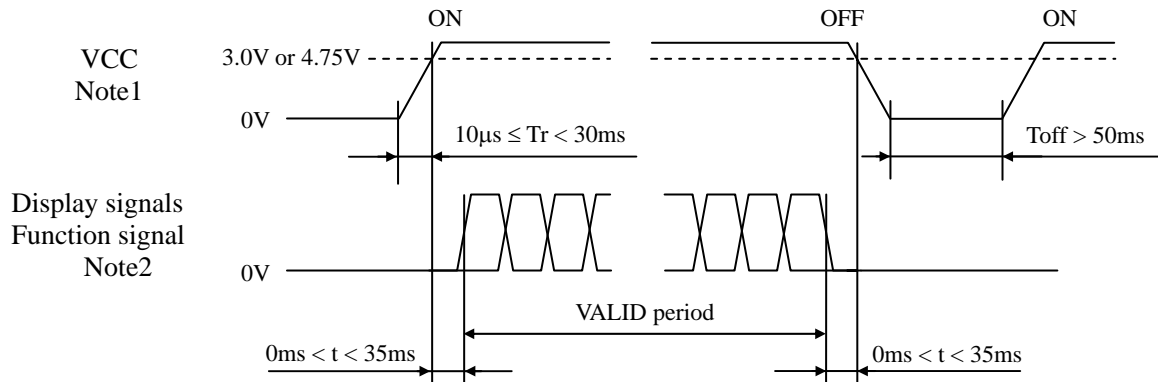 ON OFF ON
VCC
Note1
3.0V or 4.75V
0V
10μs ≤ Tr < 30ms
Toff > 50ms
Display signals
Function signal
Note2
0V
VALID period
0ms < t < 35ms
0ms < t < 35ms